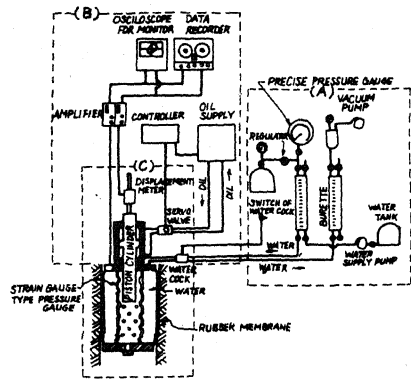 (B)
OSCILOSCOPE
FOR MONITOR
DATA
RECORDER
AMPLIFIER
CONTROLLER
OIL
SUPPLY
(C)
DISPLACEMENT
METER
OIL
OIL
SERVO
VALVE
PISTON CYLINDER
STRAIN GAUGE-
TYPE PRESSURE
GAUGE
WATER
COCK
WATER
RUBBER MEMBRANE
PRECISE PRESSURE GAUGE
(A)
VACUUM
PUMP
REGULATOR
SWITCH OF
WATER COCK
BURETTE
WATER
TANK
WATER
WATER
WATER
SUPPLY PUMP